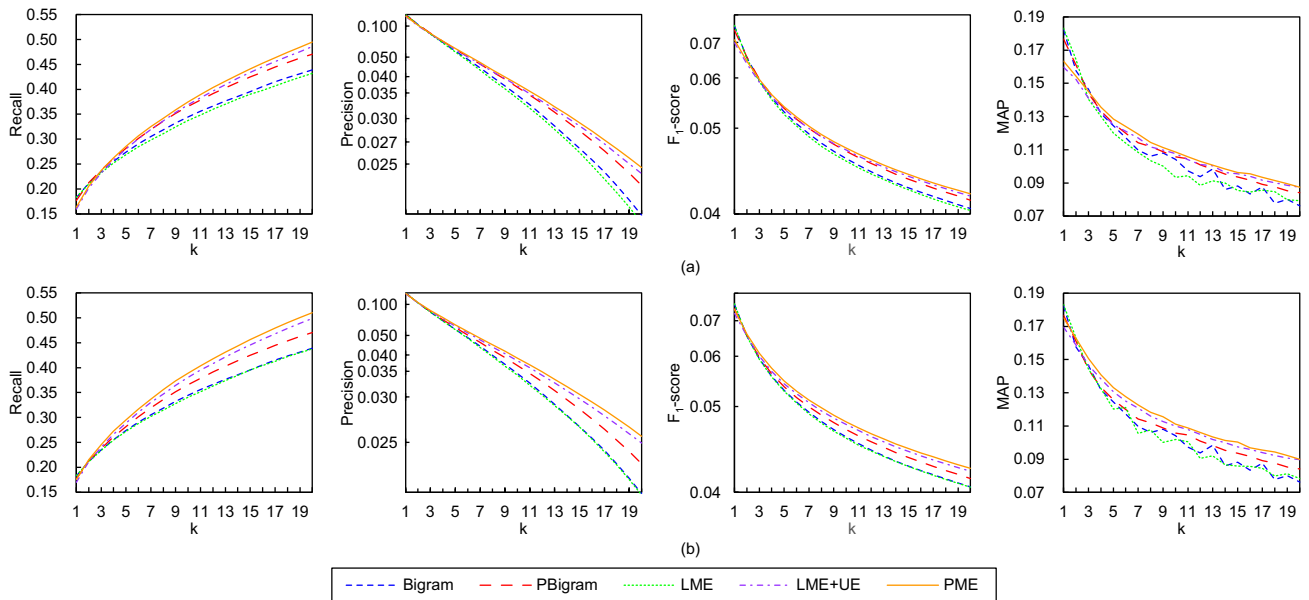 0.55 0.50 0.45 0.40 0.35 0.30 0.25 0.20 0.15
Recall
1 3 5 7 9 11 13 15 17 19
k
0.100 0.050 0.040 0.030 0.025
Precision
1 3 5 7 9 11 13 15 17 19
k
0.07 0.06 0.05 0.04
F1-score
1 3 5 7 9 11 13 15 17 19
k
0.19 0.17 0.15 0.13 0.11 0.09 0.07
MAP
1 3 5 7 9 11 13 15 17 19
k
(a)
0.55 0.50 0.45 0.40 0.35 0.30 0.25 0.20 0.15
Recall
1 3 5 7 9 11 13 15 17 19
k
0.100 0.050 0.040 0.030 0.020
Precision
1 3 5 7 9 11 13 15 17 19
k
0.07 0.06 0.05 0.04
F1-score
1 3 5 7 9 11 13 15 17 19
k
0.19 0.17 0.15 0.13 0.11 0.09 0.07
MAP
1 3 5 7 9 11 13 15 17 19
k
(b)
Bigram PBigram LME LME+UE PME